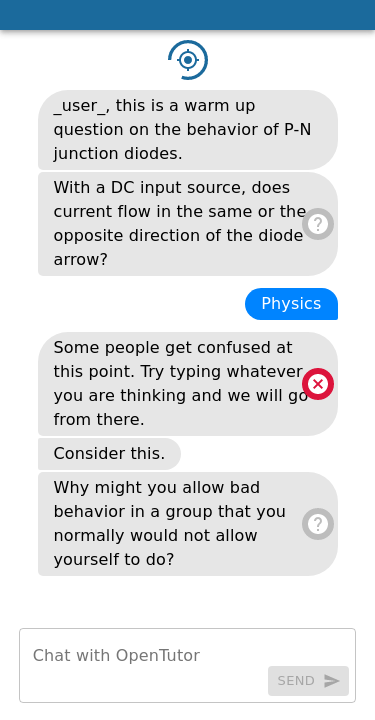 _user_, this is a warm up
question on the behavior of P-N
junction diodes.
With a DC input source, does
current flow in the same or the
opposite direction of the diode
arrow?
Physics
Some people get confused at
this point. Try typing whatever
you are thinking and we will go
from there.
Consider this.
Why might you allow bad
behavior in a group that you
normally would not allow
yourself to do?
Chat with OpenTutor
SEND